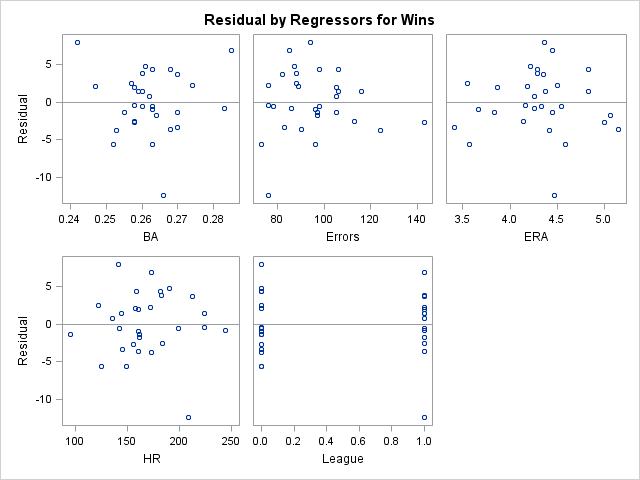 Residual by Regressors for Wins
Residual
5
0
-5
-10
0.24 0.25 0.26 0.27 0.28
BA
80 100 120 140
Errors
3.5 4.0 4.5 5.0
ERA
Residual
5
0
-5
-10
100 150 200 250
HR
0.0 0.2 0.4 0.6 0.8 1.0
League